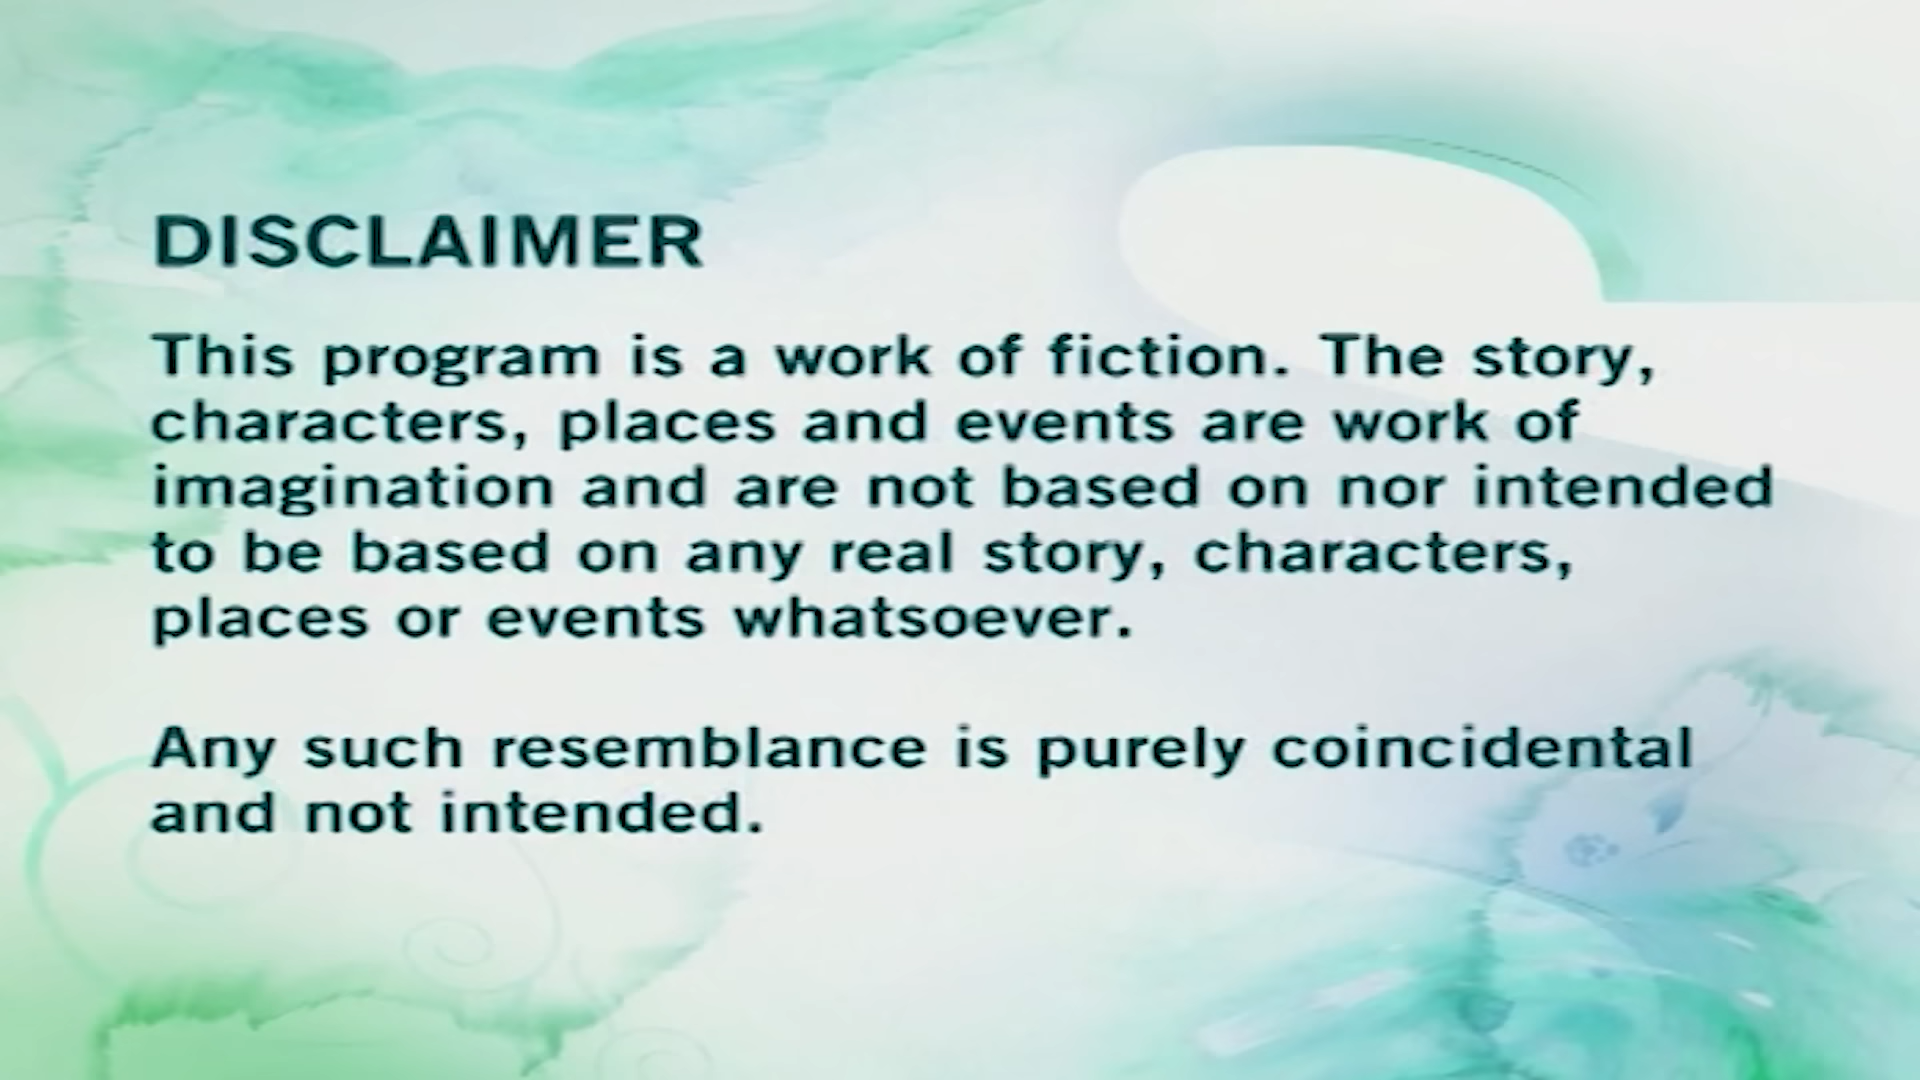 DISCLAIMER
This program is a work of fiction. The story,
characters, places and events are work of
imagination and are not based on nor intended
to be based on any real story, characters,
places or events whatsoever.
Any such resemblance is purely coincidental
and not intended.